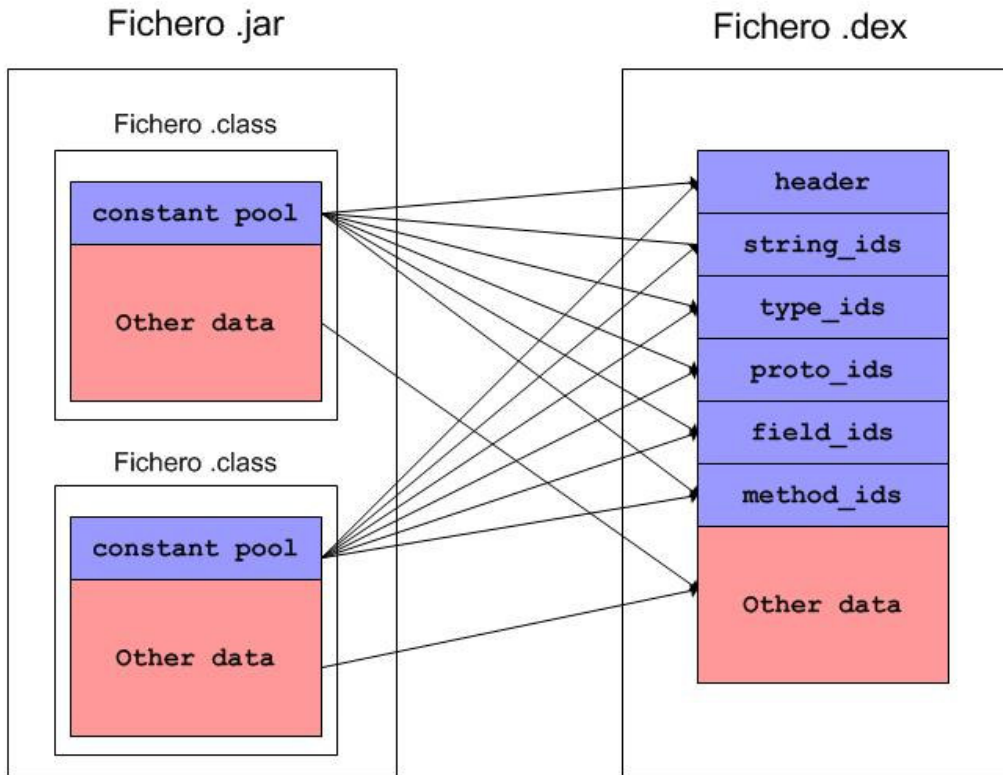 Fichero .jar
Fichero .class
constant pool
Other data
Fichero .class
constant pool
Other data
Fichero .dex
header
string_ids
type_ids
proto_ids
field_ids
method_ids
Other data